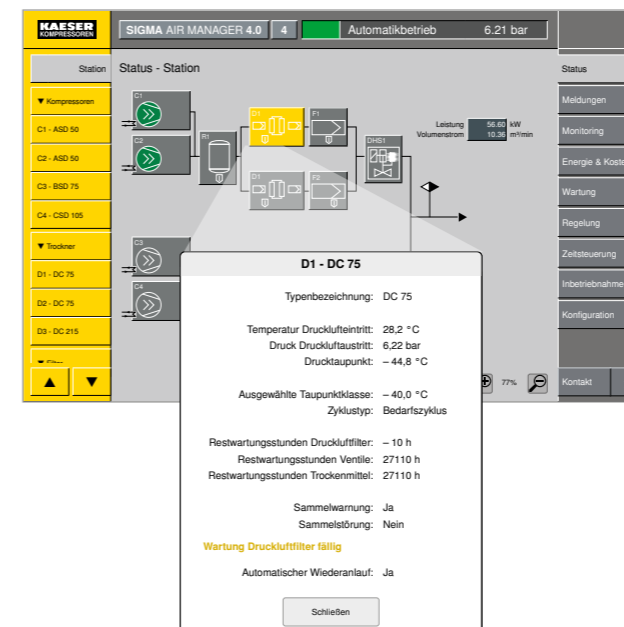 KAESER
KOMPRESSOREN
SIGMA AIR MANAGER 4.0
4
Automatikbetrieb
6.21 bar
Station
▼ Kompressoren
C1 - ASD 50
C2 - ASD 50
C3 - BSD 75
C4 - CSD 105
▼ Trockner
D1 - DC 75
D2 - DC 75
D3 - DC 215
▼ Filter
Status - Station
C1
C2
R1
D1
F1
D1
F2
DHS1
C3
C4
Leistung 56.60 kW
Volumenstrom 10.36 m³/min
77%
Status
Meldungen
Monitoring
Energie & Koste
Wartung
Regelung
Zeitsteuerung
Inbetriebnahme
Konfiguration
Kontakt
D1 - DC 75
Typenbezeichnung: DC 75
Temperatur Drucklufteintritt: 28,2 °C
Druck Druckluftaustritt: 6,22 bar
Drucktaupunkt: – 44,8 °C
Ausgewählte Taupunktklasse: – 40,0 °C
Zyklustyp: Bedarfszyklus
Restwartungsstunden Druckluftfilter: – 10 h
Restwartungsstunden Ventile: 27110 h
Restwartungsstunden Trockenmittel: 27110 h
Sammelwarnung: Ja
Sammelstörung: Nein
Wartung Druckluftfilter fällig
Automatischer Wiederanlauf: Ja
Schließen